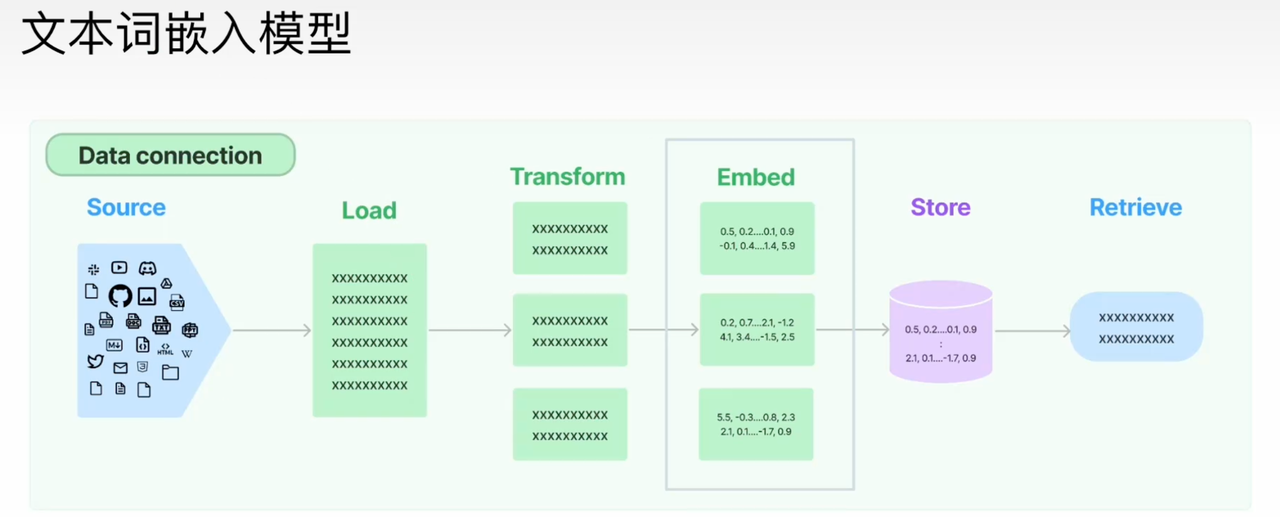 文本词嵌入模型
Data connection
Source
Load
XXXXXXXXXX
XXXXXXXXXX
XXXXXXXXXX
XXXXXXXXXX
XXXXXXXXXX
XXXXXXXXXX
Transform
XXXXXXXXXX
XXXXXXXXXX
XXXXXXXXXX
XXXXXXXXXX
XXXXXXXXXX
XXXXXXXXXX
Embed
0.5, 0.2....0.1, 0.9
-0.1, 0.4....1.4, 5.9
0.2, 0.7....2.1, -1.2
4.1, 3.4....-1.5, 2.5
5.5, -0.3....0.8, 2.3
2.1, 0.1....-1.7, 0.9
Store
0.5, 0.2....0.1, 0.9
:
2.1, 0.1....-1.7, 0.9
Retrieve
XXXXXXXXXX
XXXXXXXXXX
CSV
TXT
PPT
M↓
HTML
W